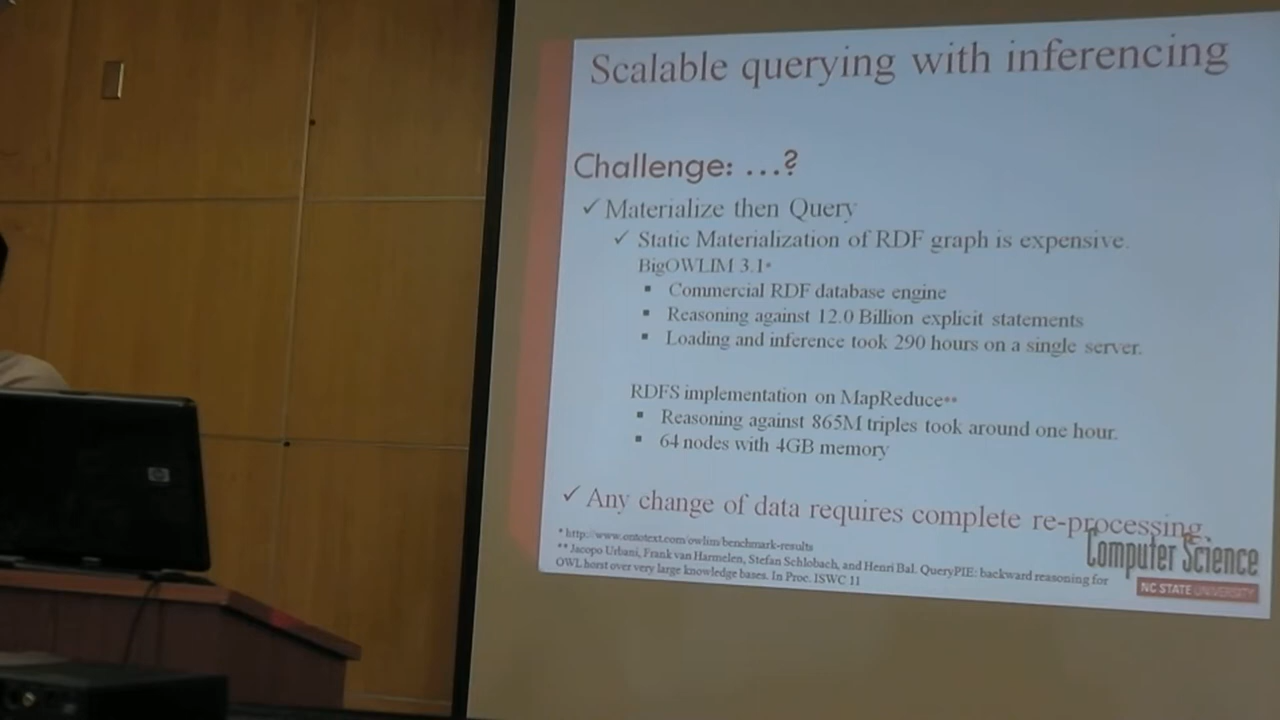 Scalable querying with inferencing
Challenge: ...?
✓ Materialize then Query
✓ Static Materialization of RDF graph is expensive.
BigOWLIM 3.1*
▪ Commercial RDF database engine
▪ Reasoning against 12.0 Billion explicit statements
▪ Loading and inference took 290 hours on a single server.
RDFS implementation on MapReduce**
▪ Reasoning against 865M triples took around one hour.
▪ 64 nodes with 4GB memory
✓ Any change of data requires complete re-processing.
* http://www.ontotext.com/owlim/benchmark-results
** Jacopo Urbani, Frank van Harmelen, Stefan Schlobach, and Henri Bal. QueryPIE: backward reasoning for
OWL horst over very large knowledge bases. In Proc. ISWC 11
Computer Science
NC STATE UNIVERSITY
hp